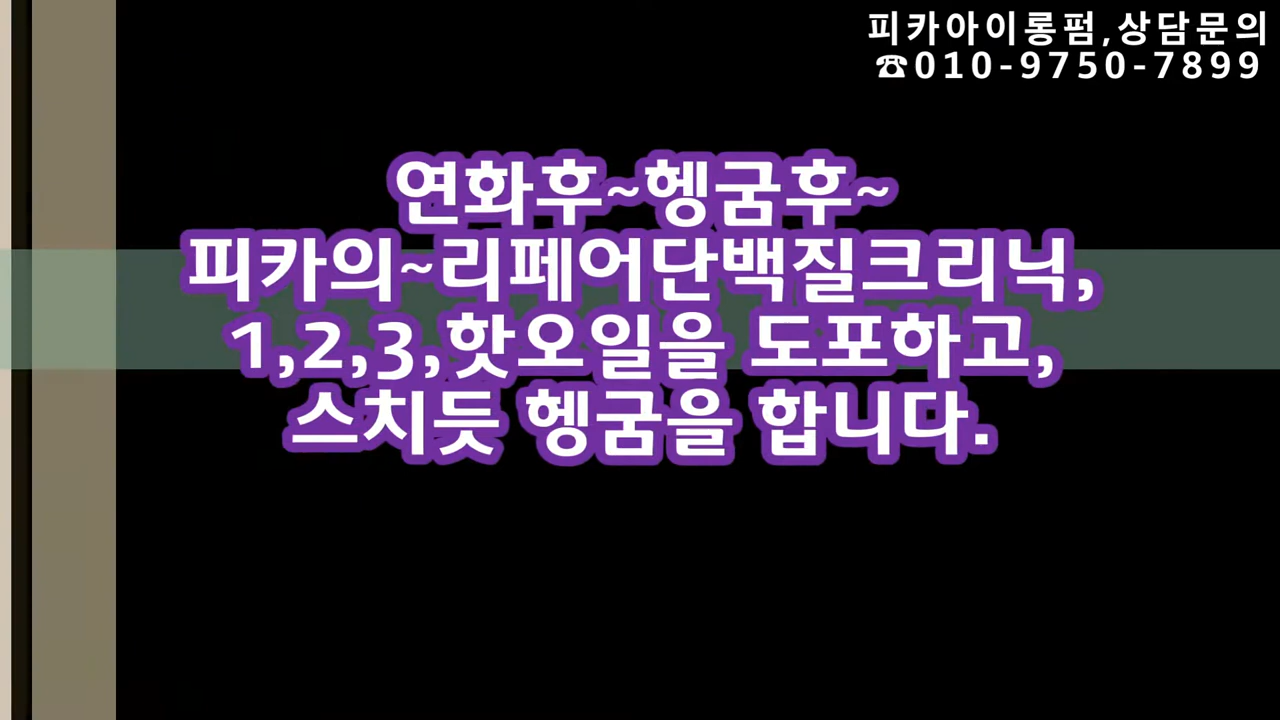 피카아이롱펌,상담문의
☎010-9750-7899
연화후~헹굼후~
피카의~리페어단백질크리닉,
1,2,3,핫오일을 도포하고,
스치듯 헹굼을 합니다.